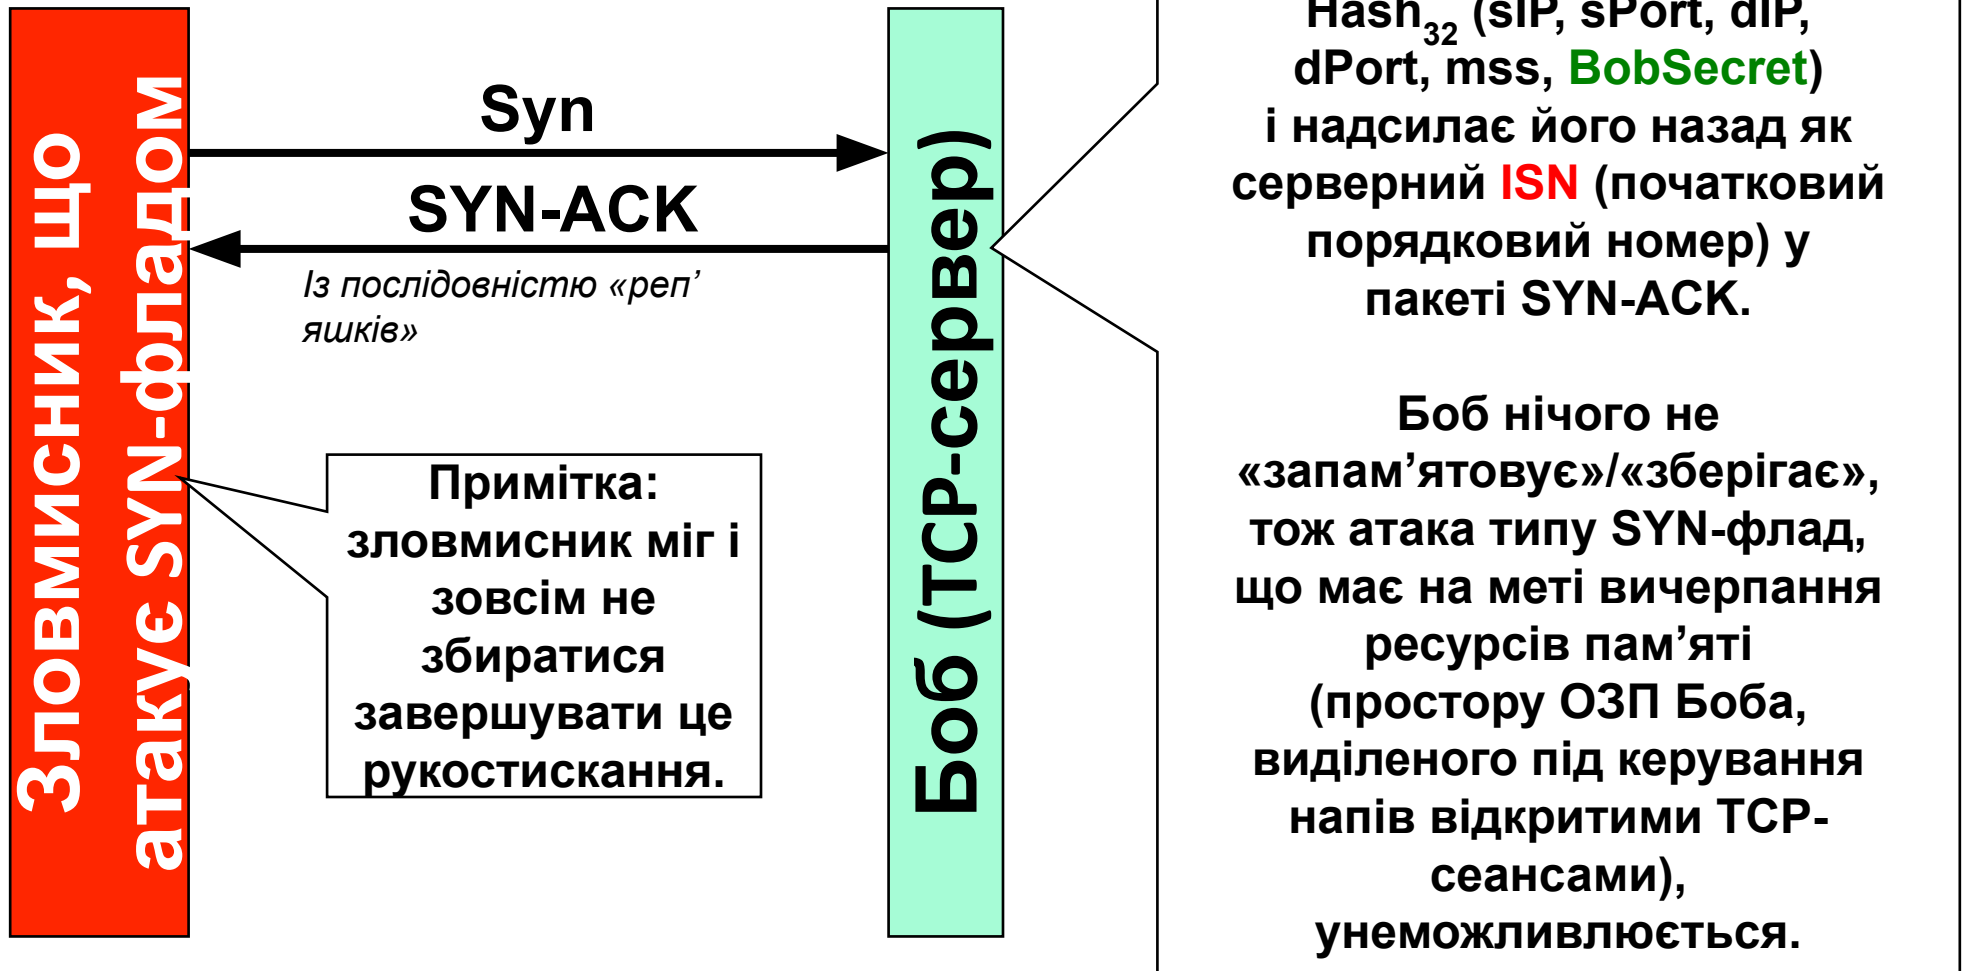 Зловмисник, що
атакує SYN-фладом
Syn
SYN-ACK
Із послідовністю «реп’
яшків»
Примітка:
зловмисник міг і
зовсім не
збиратися
завершувати це
рукостискання.
Боб (TCP-сервер)
Hash32 (sIP, sPort, dIP,
dPort, mss, BobSecret)
і надсилає його назад як
серверний ISN (початковий
порядковий номер) у
пакеті SYN-ACK.
Боб нічого не
«запам’ятовує»/«зберігає»,
тож атака типу SYN-флад,
що має на меті вичерпання
ресурсів пам’яті
(простору ОЗП Боба,
виділеного під керування
напів відкритими TCP-
сеансами),
унеможливлюється.